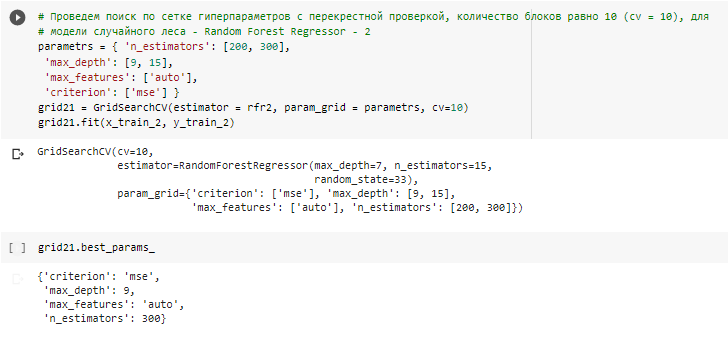 # Проведем поиск по сетке гиперпараметров с перекрестной проверкой, количество блоков равно 10 (cv = 10), для
# модели случайного леса - Random Forest Regressor - 2
parametrs = { 'n_estimators': [200, 300],
'max_depth': [9, 15],
'max_features': ['auto'],
'criterion': ['mse'] }
grid21 = GridSearchCV(estimator = rfr2, param_grid = parametrs, cv=10)
grid21.fit(x_train_2, y_train_2)
GridSearchCV(cv=10,
estimator=RandomForestRegressor(max_depth=7, n_estimators=15,
random_state=33),
param_grid={'criterion': ['mse'], 'max_depth': [9, 15],
'max_features': ['auto'], 'n_estimators': [200, 300]})
[ ] grid21.best_params_
{'criterion': 'mse',
'max_depth': 9,
'max_features': 'auto',
'n_estimators': 300}